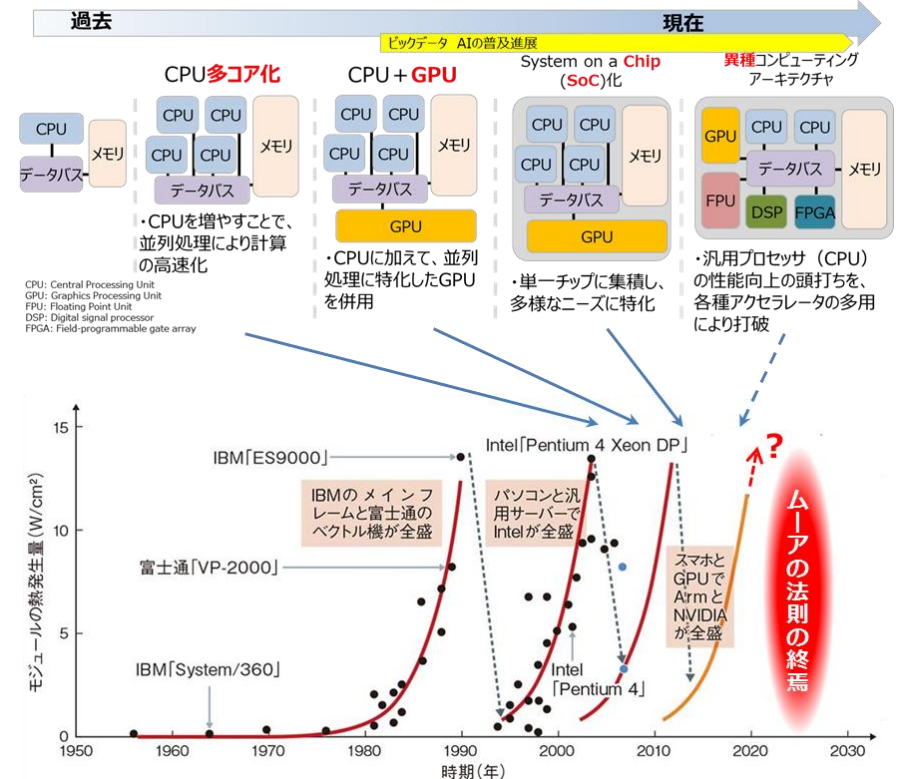 過去
現在
ビックデータ AIの普及進展
CPU
データバス
メモリ
CPU多コア化
CPU
CPU
CPU
CPU
データバス
メモリ
・CPUを増やすことで、
並列処理により計算
の高速化
CPU＋GPU
CPU
CPU
CPU
CPU
データバス
メモリ
GPU
・CPUに加えて、並列
処理に特化したGPU
を併用
System on a Chip
(SoC)化
CPU
CPU
CPU
CPU
データバス
メモリ
GPU
・単一チップに集積し、
多様なニーズに特化
異種コンピューティング
アーキテクチャ
GPU
CPU
CPU
データバス
メモリ
FPU
DSP
FPGA
・汎用プロセッサ（CPU）
の性能向上の頭打ちを、
各種アクセラレータの多用
により打破
CPU: Central Processing Unit
GPU: Graphics Processing Unit
FPU: Floating Point Unit
DSP: Digital signal processor
FPGA: Field-programmable gate array
モジュールの熱発生量（W/cm²）
15
10
5
0
IBM「ES9000」
IBMのメインフ
レームと富士通の
ベクトル機が全盛
富士通「VP-2000」
IBM「System/360」
Intel「Pentium 4 Xeon DP」
パソコンと汎
用サーバーで
Intelが全盛
Intel
「Pentium 4」
スマホと
GPUで
Armと
NVIDIA
が全盛
?
ムーアの法則の終焉
1950
1960
1970
1980
1990
2000
2010
2020
2030
時期（年）